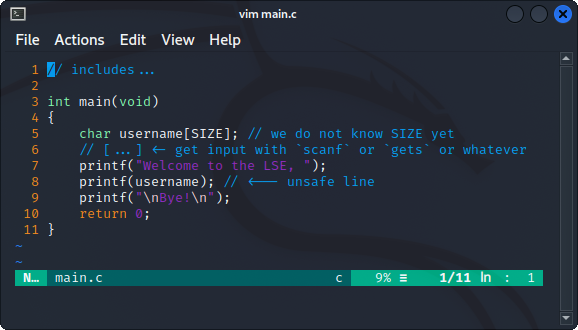 vim main.c
File Actions Edit View Help
1 // includes...
2
3 int main(void)
4 {
5 char username[SIZE]; // we do not know SIZE yet
6 // [...] <- get input with `scanf` or `gets` or whatever
7 printf("Welcome to the LSE, ");
8 printf(username); // <--- unsafe line
9 printf("\nBye!\n");
10 return 0;
11 }
~
~
N… main.c c 9% ≡ 1/11 ㏑ : 1